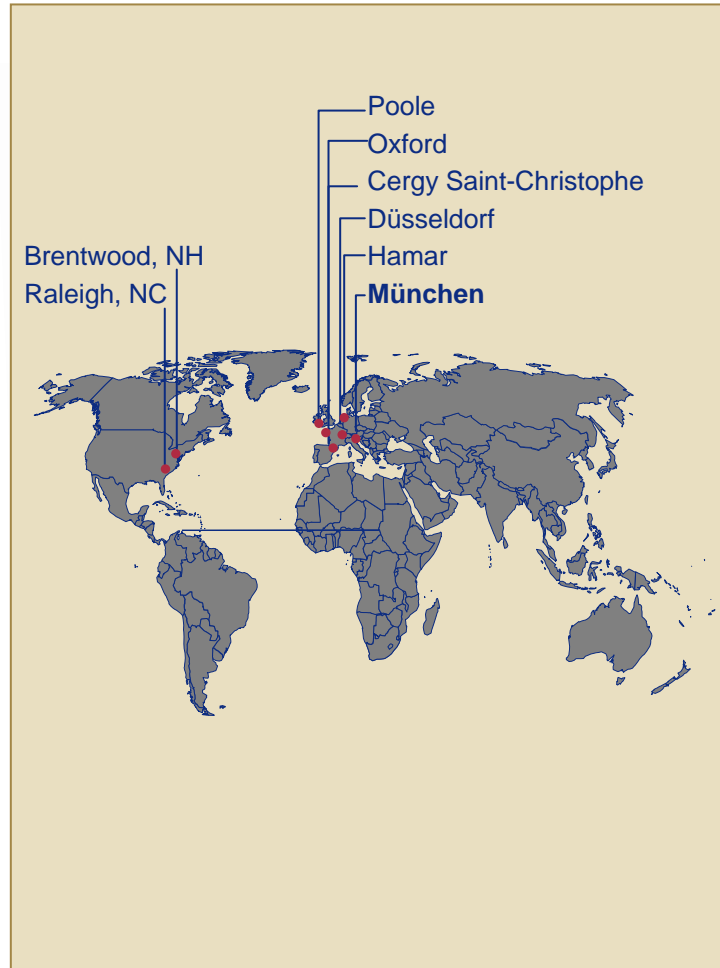 Poole
Oxford
Cergy Saint-Christophe
Düsseldorf
Hamar
München
Brentwood, NH
Raleigh, NC